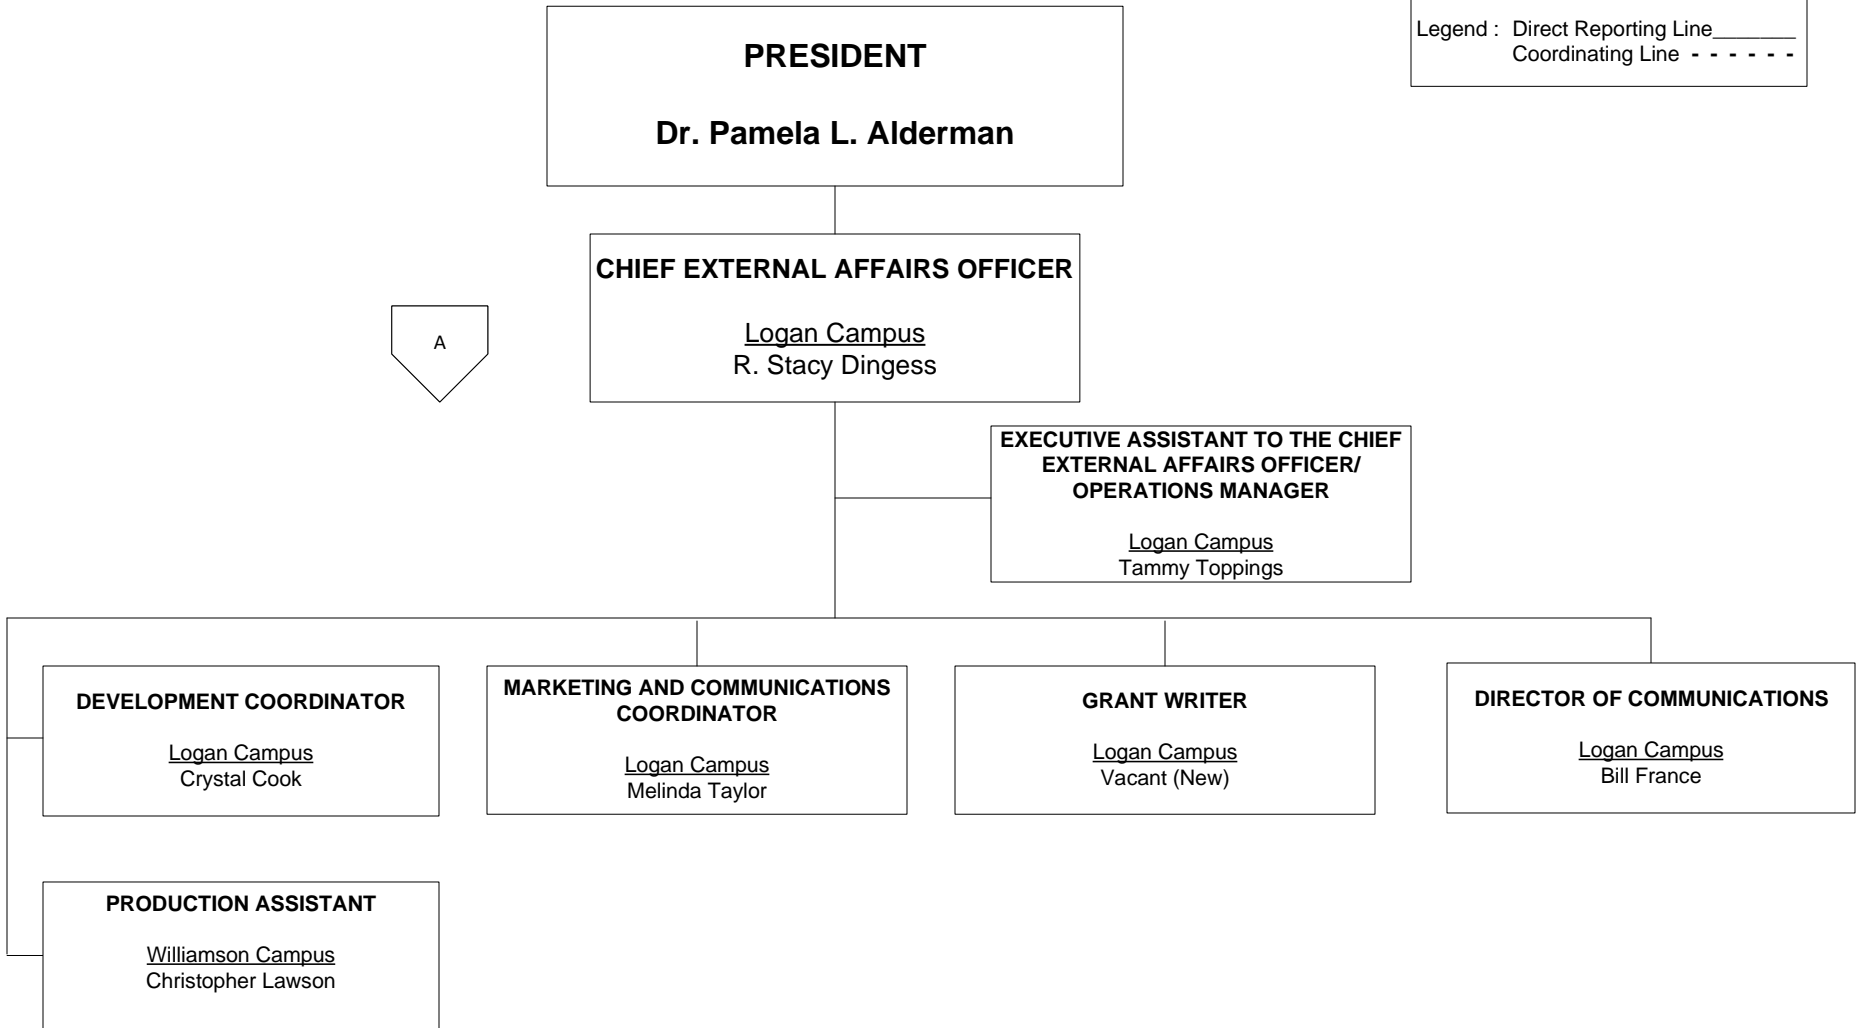 Legend : Direct Reporting Line_______
Coordinating Line - - - - - -
PRESIDENT
Dr. Pamela L. Alderman
CHIEF EXTERNAL AFFAIRS OFFICER
Logan Campus
R. Stacy Dingess
A
EXECUTIVE ASSISTANT TO THE CHIEF
EXTERNAL AFFAIRS OFFICER/
OPERATIONS MANAGER
Logan Campus
Tammy Toppings
DEVELOPMENT COORDINATOR
Logan Campus
Crystal Cook
MARKETING AND COMMUNICATIONS
COORDINATOR
Logan Campus
Melinda Taylor
GRANT WRITER
Logan Campus
Vacant (New)
DIRECTOR OF COMMUNICATIONS
Logan Campus
Bill France
PRODUCTION ASSISTANT
Williamson Campus
Christopher Lawson